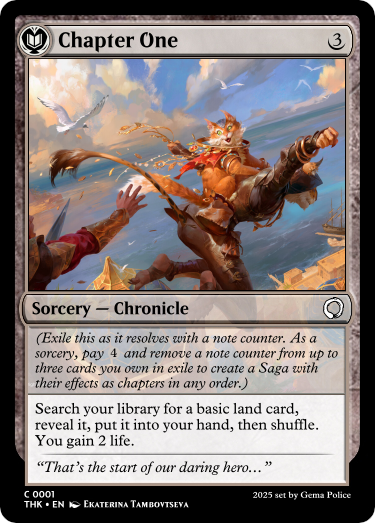 Chapter One 3
Sorcery — Chronicle
(Exile this as it resolves with a note counter. As a
sorcery, pay 4 and remove a note counter from up to
three cards you own in exile to create a Saga with
their effects as chapters in any order.)
Search your library for a basic land card,
reveal it, put it into your hand, then shuffle.
You gain 2 life.
“That’s the start of our daring hero…”
C 0001
THK • EN Ekaterina Tambovtseva
2025 set by Gema Police